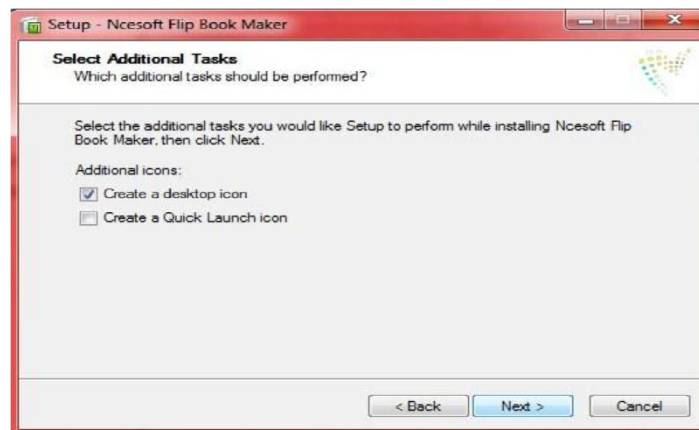 Setup - Ncesoft Flip Book Maker
Select Additional Tasks
Which additional tasks should be performed?
Select the additional tasks you would like Setup to perform while installing Ncesoft Flip
Book Maker, then click Next.
Additional icons:
Create a desktop icon
Create a Quick Launch icon
< Back Next > Cancel